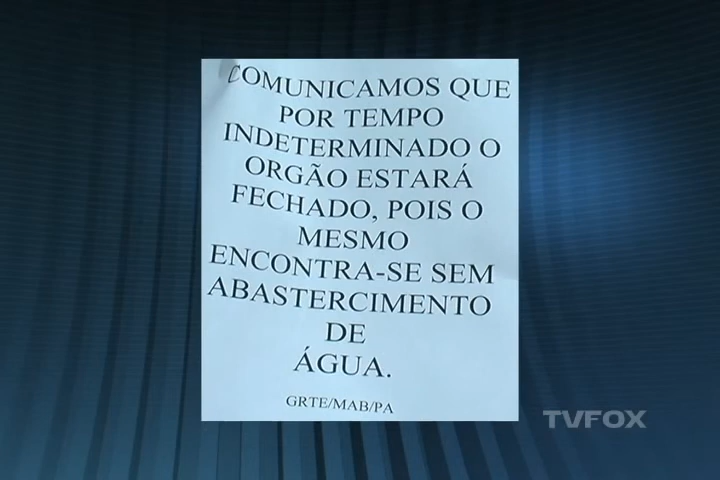 COMUNICAMOS QUE
POR TEMPO
INDETERMINADO O
ORGÃO ESTARÁ
FECHADO, POIS O
MESMO
ENCONTRA-SE SEM
ABASTERCIMENTO
DE
ÁGUA.
GRTE/MAB/PA
TVFOX